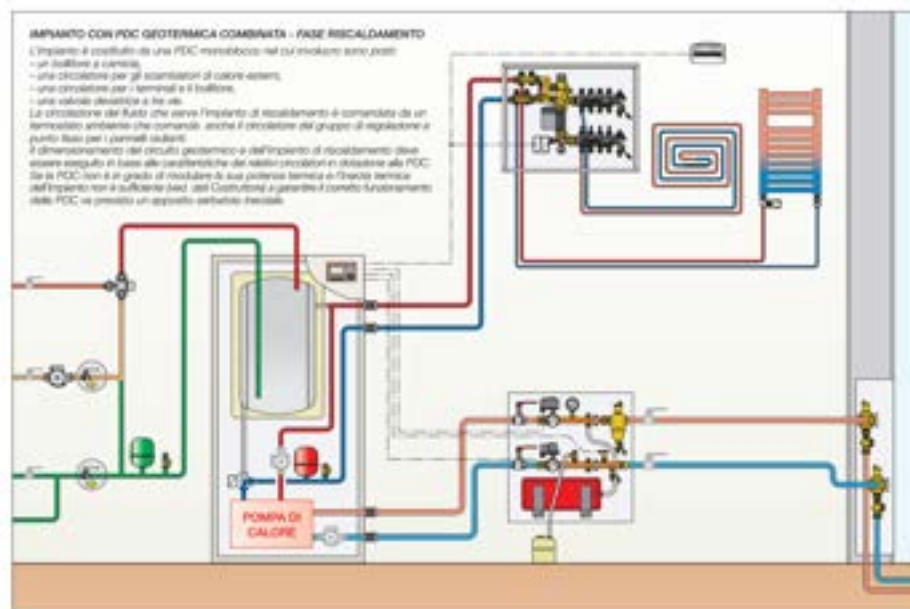 IMPIANTO CON PDC GEOTERMICA COMBINATA - FASE RISCALDAMENTO
L'impianto è costituito da una PDC monoblocco nel cui involucro sono posti:
- un bollitore a camicia,
- una circolatore per gli scambiatori di calore esterni,
- una circolatore per i terminali e il bollitore,
- una valvola deviatrice a tre vie.
La circolazione del fluido che serve l'impianto di riscaldamento è comandata da un
termostato ambiente che comanda anche il circolatore del gruppo di regolazione a
punto fisso per i pannelli radianti.
Il dimensionamento del circuito geotermico e dell'impianto di riscaldamento deve
essere eseguito in base alle caratteristiche dei relativi circolatori in dotazione alla PDC.
Se la PDC non è in grado di modulare la sua potenza termica e l'inerzia termica
dell'impianto non è sufficiente (ved. dati Costruttore) a garantire il corretto funzionamento
della PDC va previsto un apposito serbatoio inerziale.
POMPA DI
CALORE